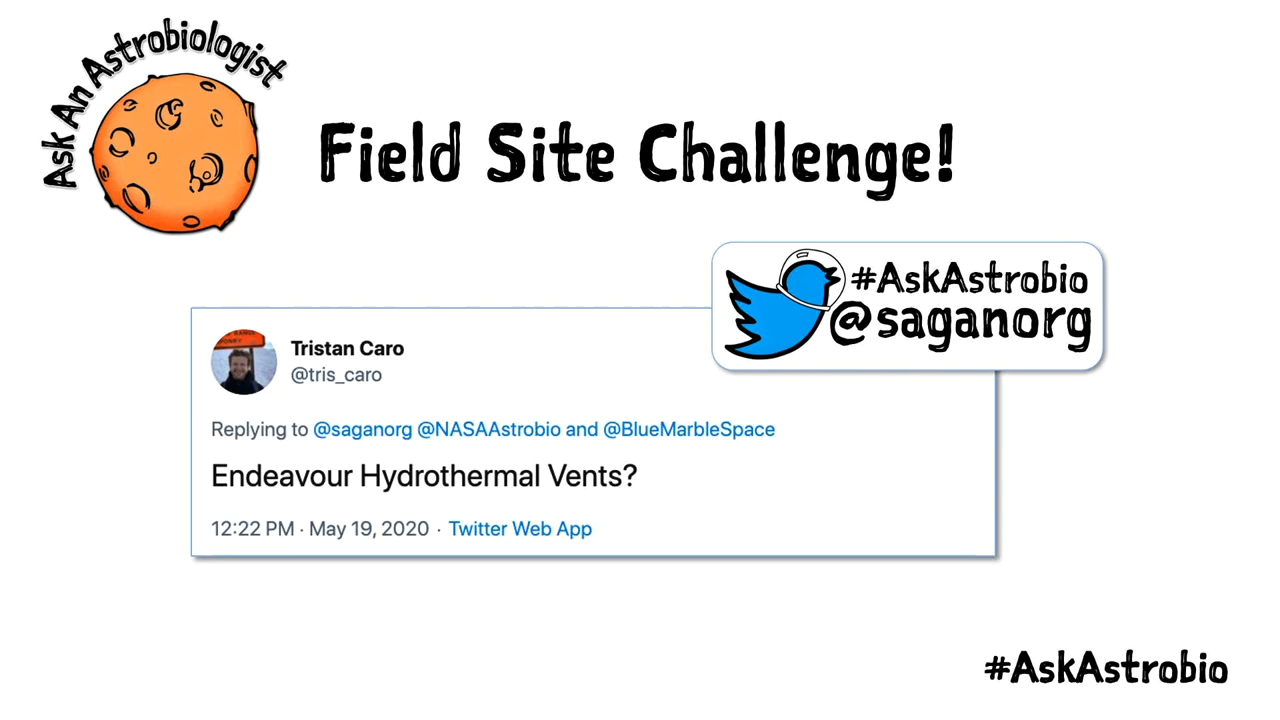 Ask An Astrobiologist
Field Site Challenge!
#AskAstrobio
@saganorg
Tristan Caro
@tris_caro
Replying to @saganorg @NASAAstrobio and @BlueMarbleSpace
Endeavour Hydrothermal Vents?
12:22 PM · May 19, 2020 · Twitter Web App
#AskAstrobio